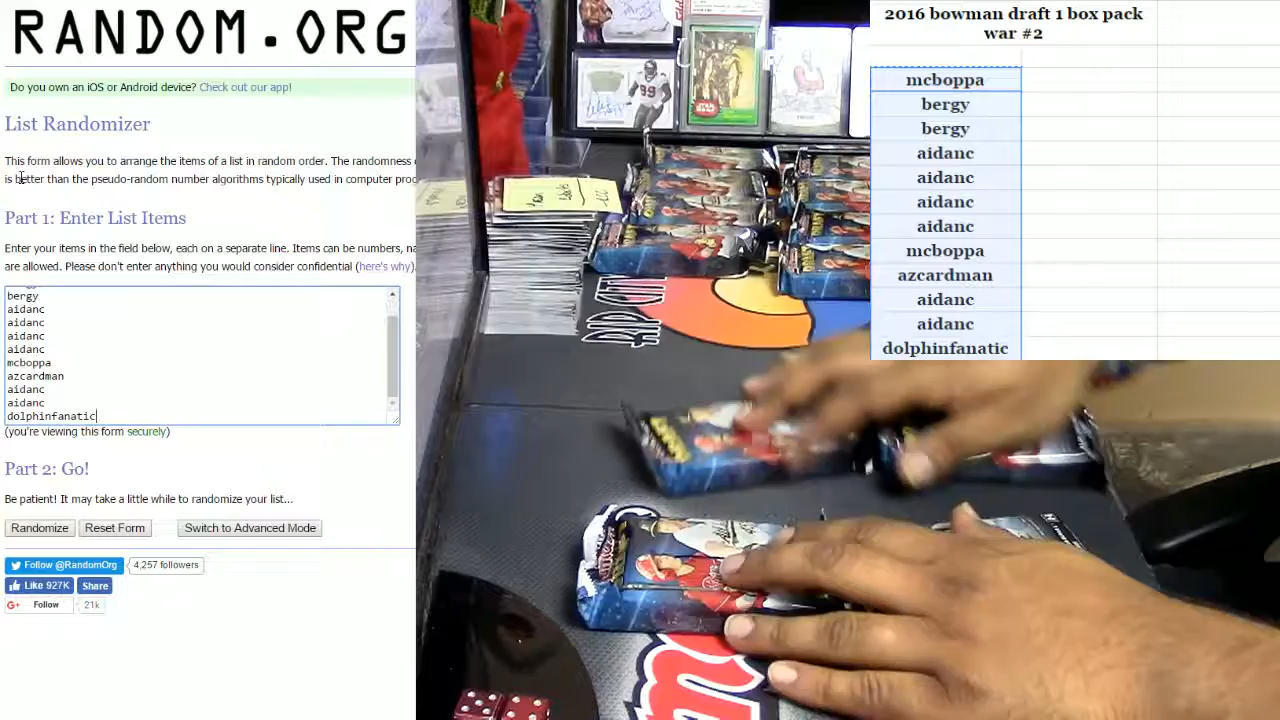 RANDOM.ORG
Do you own an iOS or Android device? Check out our app!
List Randomizer
This form allows you to arrange the items of a list in random order. The randomness
is better than the pseudo-random number algorithms typically used in computer
Part 1: Enter List Items
Enter your items in the field below, each on a separate line. Items can be numbers,
are allowed. Please don't enter anything you would consider confidential (here's why).
bergy
aidanc
aidanc
aidanc
aidanc
mcboppa
azcardman
aidanc
aidanc
dolphinfanatic
(you're viewing this form securely)
Part 2: Go!
Be patient! It may take a little while to randomize your list...
Randomize
Reset Form
Switch to Advanced Mode
Follow @RandomOrg
4,257 followers
Like 927K
Share
G+ Follow
21k
2016 bowman draft 1 box pack
war #2
mcboppa
bergy
bergy
aidanc
aidanc
aidanc
aidanc
mcboppa
azcardman
aidanc
aidanc
dolphinfanatic
RIP CITY
STAR WARS
99